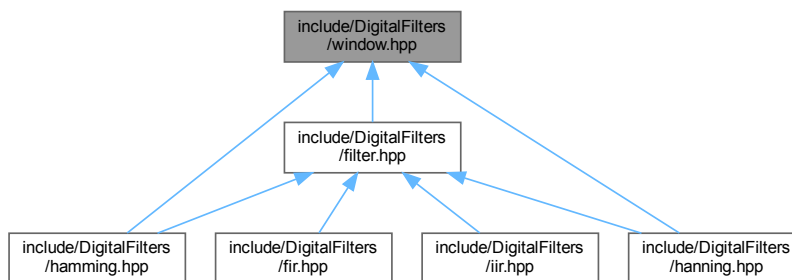 include/DigitalFilters
/window.hpp
include/DigitalFilters
/filter.hpp
include/DigitalFilters
/hamming.hpp
include/DigitalFilters
/fir.hpp
include/DigitalFilters
/iir.hpp
include/DigitalFilters
/hanning.hpp